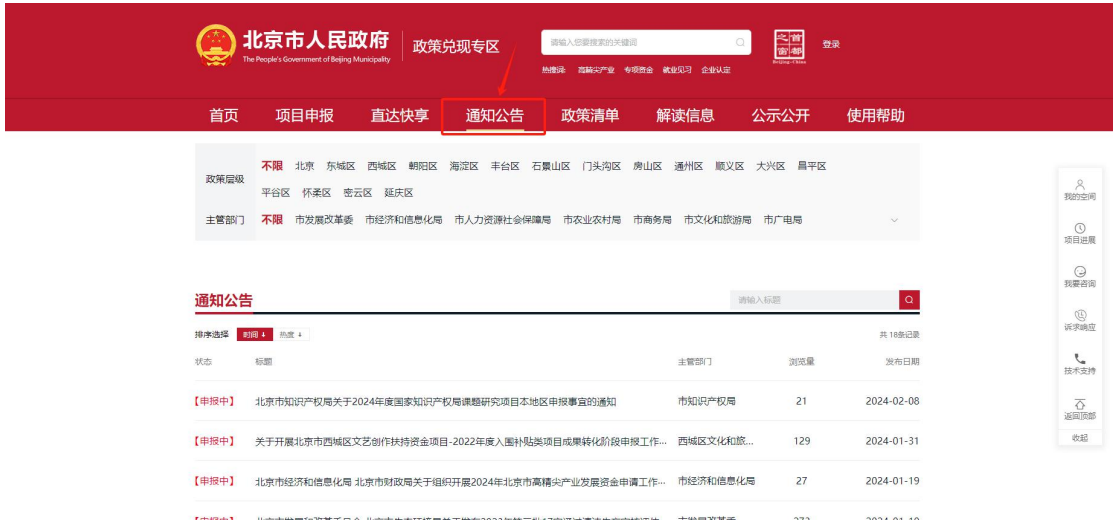 北京市人民政府
The People's Government of Beijing Municipality
政策兑现专区
请输入您要搜索的关键词
热搜词: 高精尖产业 专项资金 就业见习 企业认定
首都之窗
Beijing-China
登录
首页 项目申报 直达快享 通知公告 政策清单 解读信息 公示公开 使用帮助
政策层级 不限 北京 东城区 西城区 朝阳区 海淀区 丰台区 石景山区 门头沟区 房山区 通州区 顺义区 大兴区 昌平区
平谷区 怀柔区 密云区 延庆区
主管部门 不限 市发展改革委 市经济和信息化局 市人力资源社会保障局 市农业农村局 市商务局 市文化和旅游局 市广电局
通知公告
请输入标题
排序选择 时间↓ 热度↓ 共 18条记录
状态 标题 主管部门 浏览量 发布日期
【申报中】 北京市知识产权局关于2024年度国家知识产权局课题研究项目本地区申报事宜的通知 市知识产权局 21 2024-02-08
【申报中】 关于开展北京市西城区文艺创作扶持资金项目-2022年度入围补贴类项目成果转化阶段申报工作... 西城区文化和旅... 129 2024-01-31
【申报中】 北京市经济和信息化局 北京市财政局关于组织开展2024年北京市高精尖产业发展资金申请工作... 市经济和信息化局 27 2024-01-19
我的空间
项目进展
我要咨询
诉求响应
技术支持
返回顶部
收起